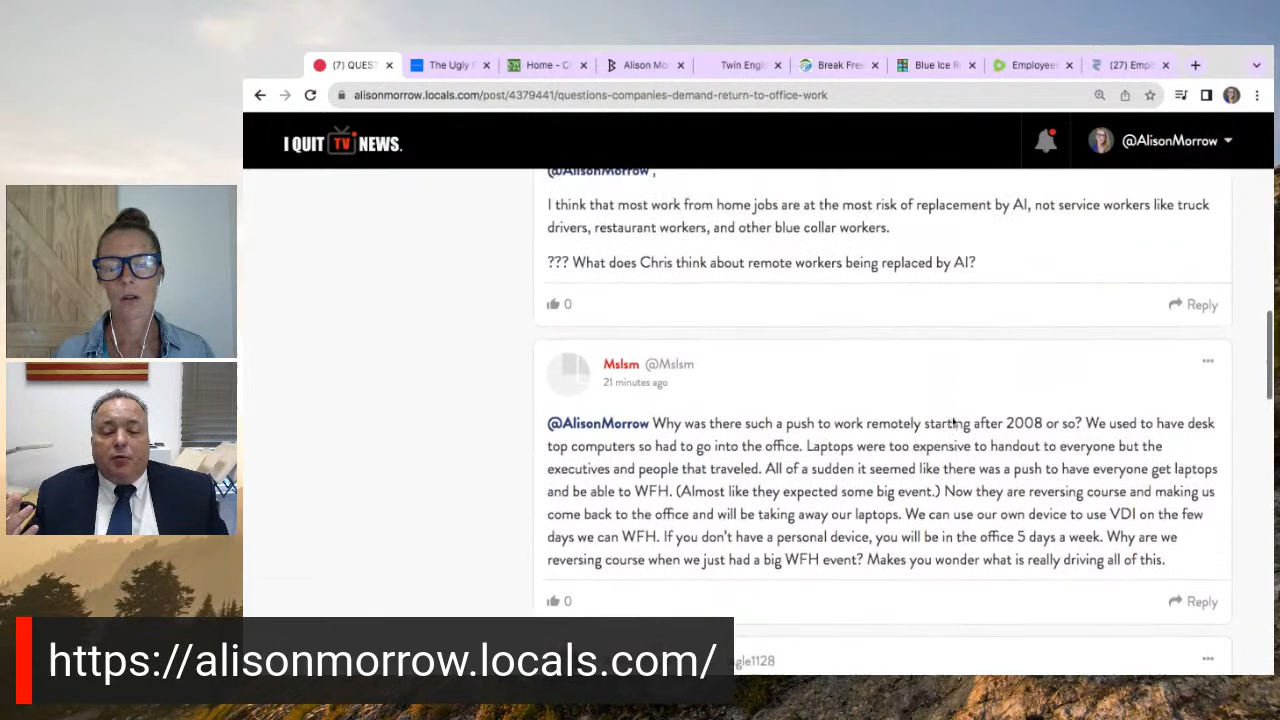 (7) QUEST
The Ugly
Home - C
Alison Mo
Twin Engi
Break Free
Blue Ice R
Employee
(27) Empl
alisonmorrow.locals.com/post/4379441/questions-companies-demand-return-to-office-work
I QUIT TV NEWS.
@AlisonMorrow
@AlisonMorrow ,
I think that most work from home jobs are at the most risk of replacement by AI, not service workers like truck
drivers, restaurant workers, and other blue collar workers.
??? What does Chris think about remote workers being replaced by AI?
0
Reply
Mslsm @Mslsm
21 minutes ago
@AlisonMorrow Why was there such a push to work remotely starting after 2008 or so? We used to have desk
top computers so had to go into the office. Laptops were too expensive to handout to everyone but the
executives and people that traveled. All of a sudden it seemed like there was a push to have everyone get laptops
and be able to WFH. (Almost like they expected some big event.) Now they are reversing course and making us
come back to the office and will be taking away our laptops. We can use our own device to use VDI on the few
days we can WFH. If you don't have a personal device, you will be in the office 5 days a week. Why are we
reversing course when we just had a big WFH event? Makes you wonder what is really driving all of this.
0
Reply
gle1128
https://alisonmorrow.locals.com/